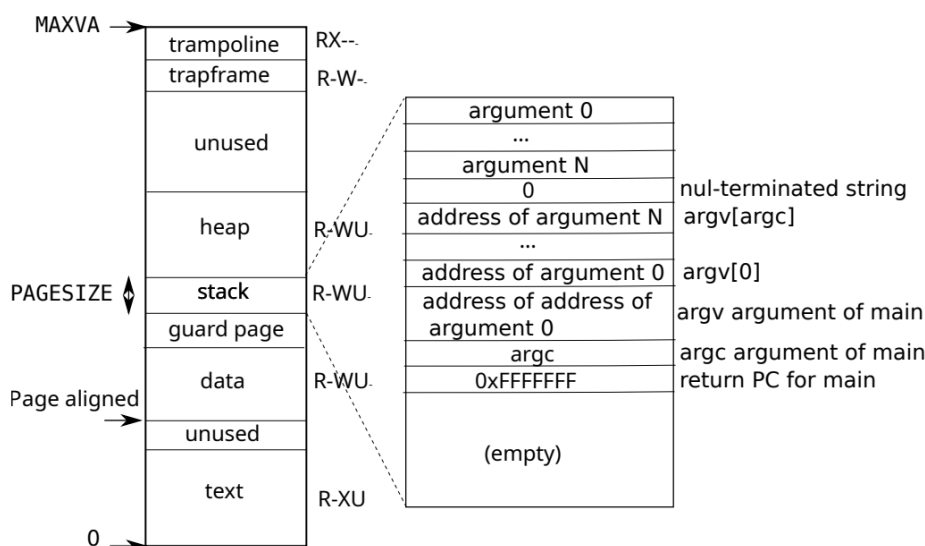 MAXVA
trampoline RX--
trapframe R-W-
unused
heap R-WU
PAGESIZE stack R-WU
guard page
data R-WU
Page aligned
unused
text R-XU
0
argument 0
...
argument N
0 nul-terminated string
address of argument N argv[argc]
...
address of argument 0 argv[0]
address of address of
argument 0 argv argument of main
argc argc argument of main
0xFFFFFFF return PC for main
(empty)